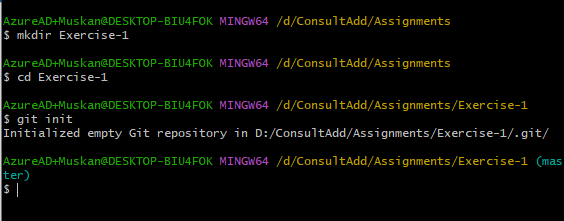 AzureAD+Muskan@DESKTOP-BIU4FOK MINGW64 /d/ConsultAdd/Assignments
$ mkdir Exercise-1
AzureAD+Muskan@DESKTOP-BIU4FOK MINGW64 /d/ConsultAdd/Assignments
$ cd Exercise-1
AzureAD+Muskan@DESKTOP-BIU4FOK MINGW64 /d/ConsultAdd/Assignments/Exercise-1
$ git init
Initialized empty Git repository in D:/ConsultAdd/Assignments/Exercise-1/.git/
AzureAD+Muskan@DESKTOP-BIU4FOK MINGW64 /d/ConsultAdd/Assignments/Exercise-1 (mas
ter)
$